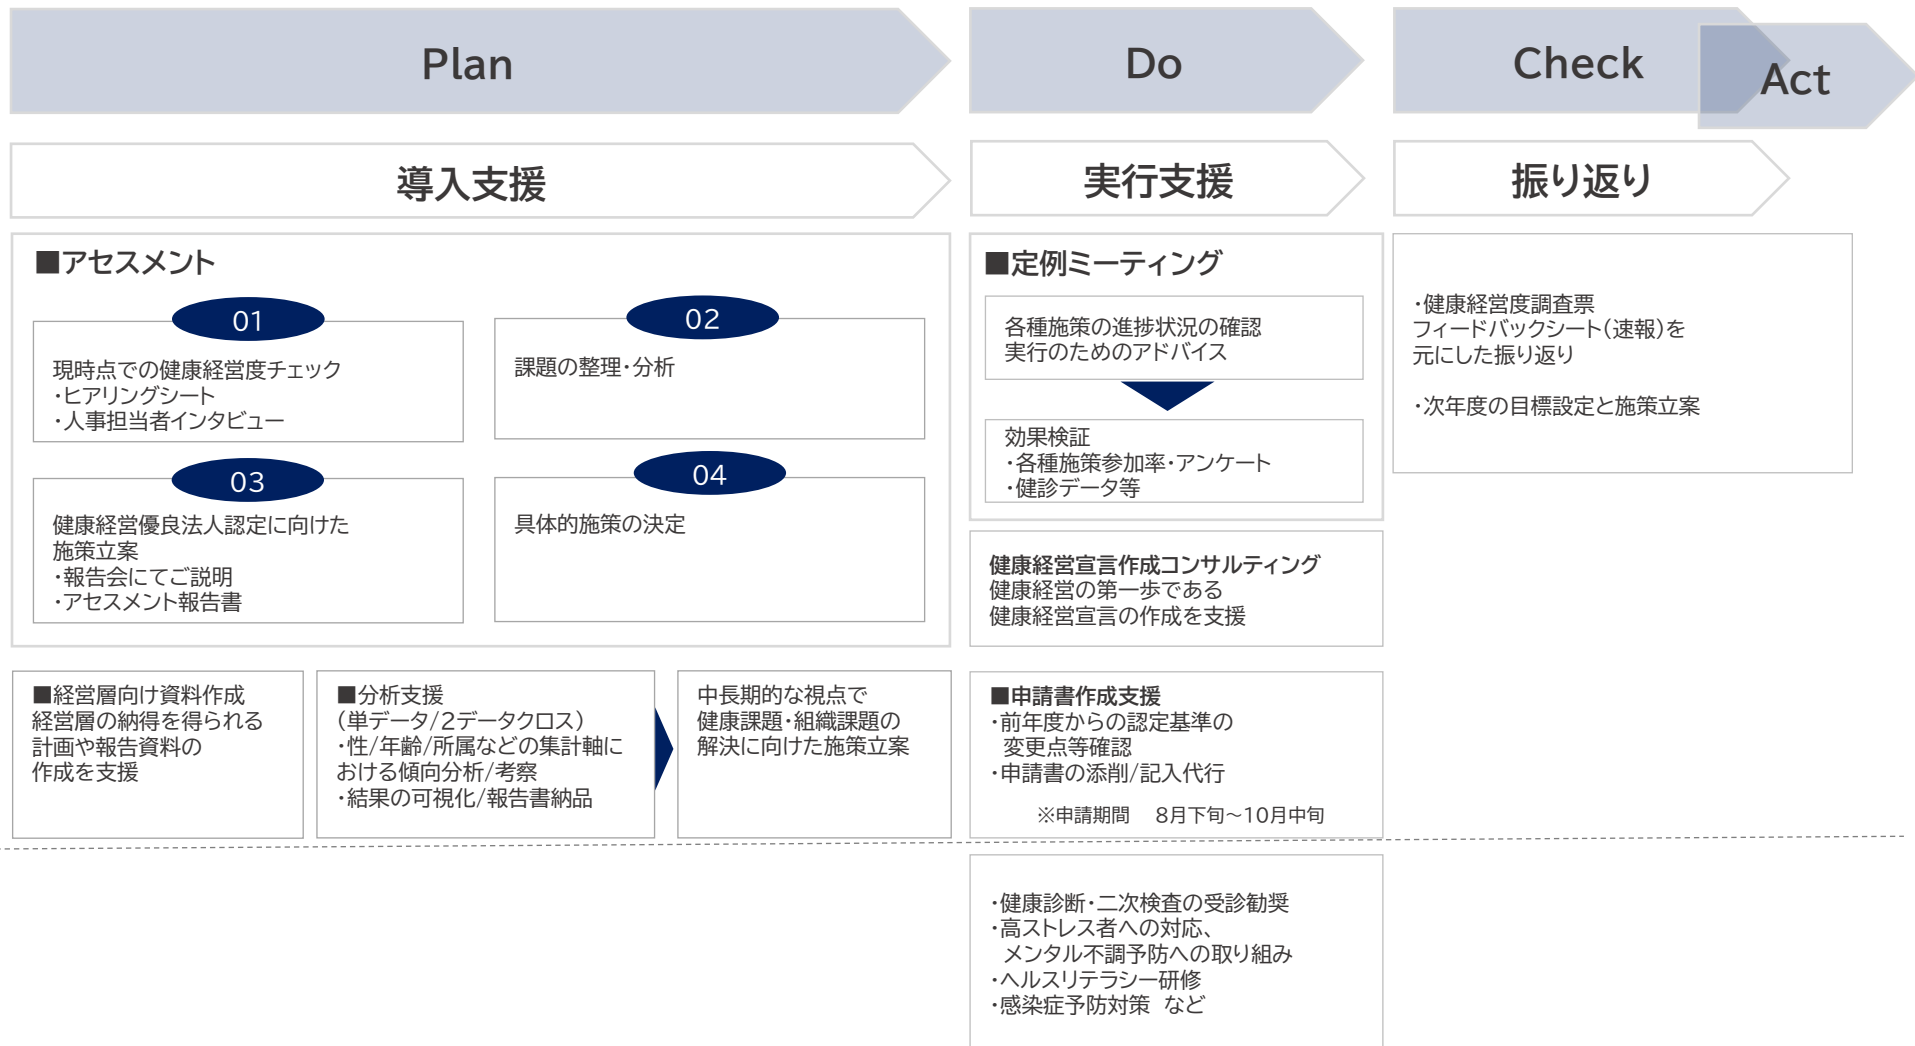 Plan
Do
Check
Act
導入支援
実行支援
振り返り
■アセスメント
01
現時点での健康経営度チェック
・ヒアリングシート
・人事担当者インタビュー
02
課題の整理・分析
03
健康経営優良法人認定に向けた
施策立案
・報告会にてご説明
・アセスメント報告書
04
具体的施策の決定
■経営層向け資料作成
経営層の納得を得られる
計画や報告資料の
作成を支援
■分析支援
(単データ/2データクロス)
・性/年齢/所属などの集計軸に
おける傾向分析/考察
・結果の可視化/報告書納品
中長期的な視点で
健康課題・組織課題の
解決に向けた施策立案
■定例ミーティング
各種施策の進捗状況の確認
実行のためのアドバイス
効果検証
・各種施策参加率・アンケート
・健診データ等
健康経営宣言作成コンサルティング
健康経営の第一歩である
健康経営宣言の作成を支援
■申請書作成支援
・前年度からの認定基準の
変更点等確認
・申請書の添削/記入代行
※申請期間　8月下旬～10月中旬
・健康診断・二次検査の受診勧奨
・高ストレス者への対応、
メンタル不調予防への取り組み
・ヘルスリテラシー研修
・感染症予防対策 など
・健康経営度調査票
フィードバックシート(速報)を
元にした振り返り
・次年度の目標設定と施策立案